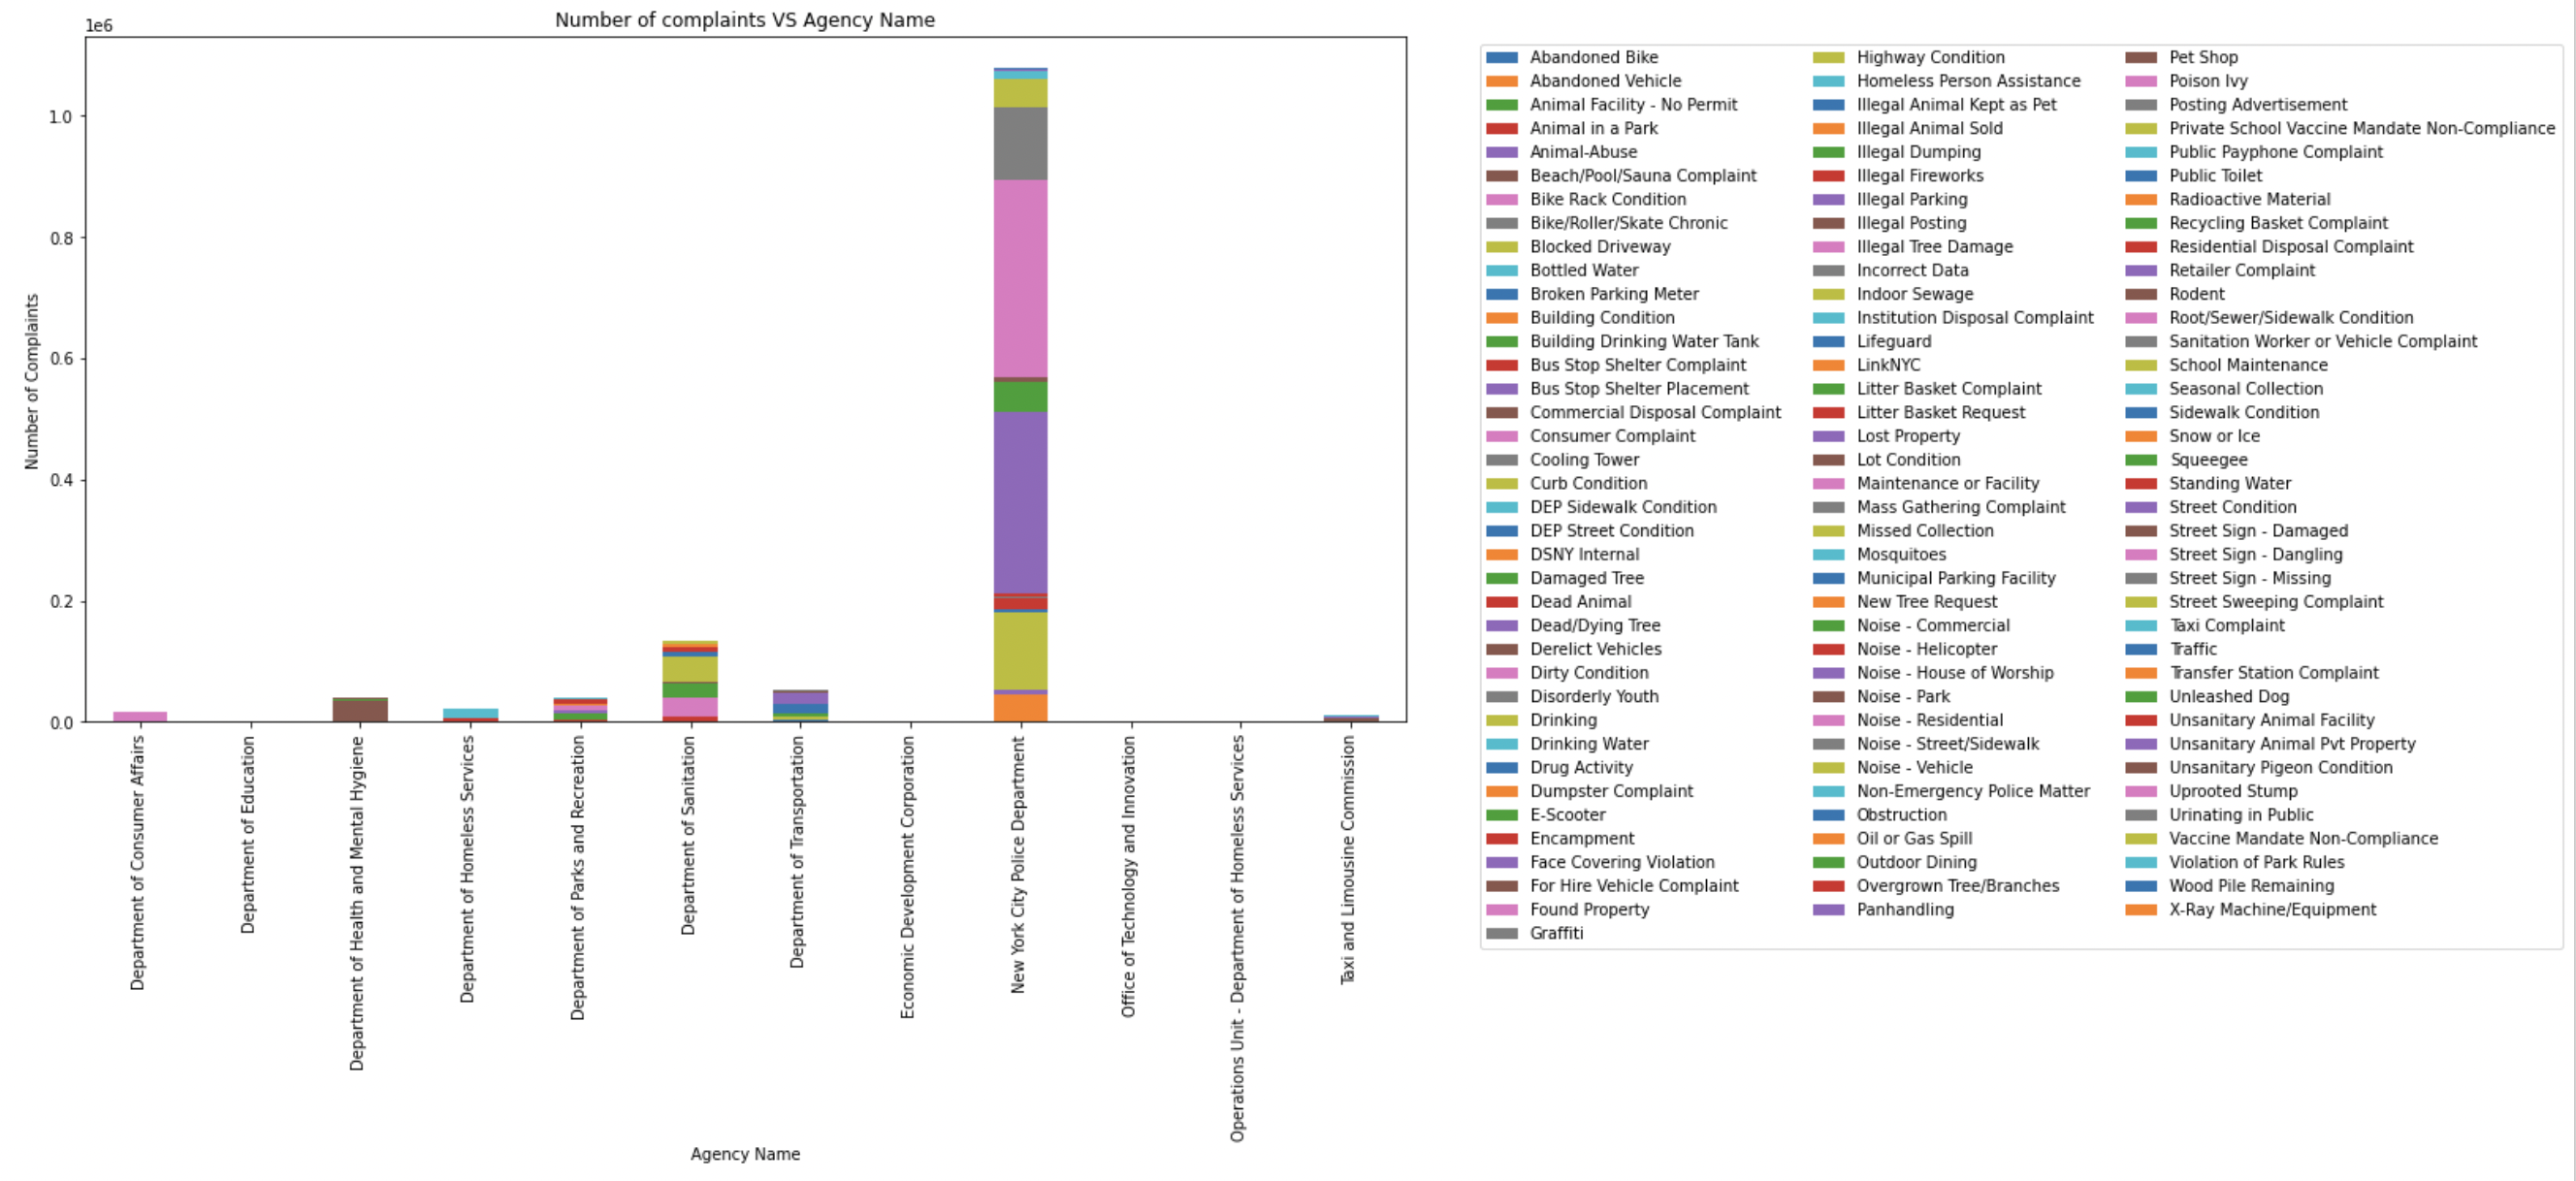 Number of complaints VS Agency Name
1e6
1.0
0.8
0.6
0.4
0.2
0.0
Number of Complaints
Department of Consumer Affairs
Department of Education
Department of Health and Mental Hygiene
Department of Homeless Services
Department of Parks and Recreation
Department of Sanitation
Department of Transportation
Economic Development Corporation
New York City Police Department
Office of Technology and Innovation
Operations Unit - Department of Homeless Services
Taxi and Limousine Commission
Agency Name
Abandoned Bike
Abandoned Vehicle
Animal Facility - No Permit
Animal in a Park
Animal-Abuse
Beach/Pool/Sauna Complaint
Bike Rack Condition
Bike/Roller/Skate Chronic
Blocked Driveway
Bottled Water
Broken Parking Meter
Building Condition
Building Drinking Water Tank
Bus Stop Shelter Complaint
Bus Stop Shelter Placement
Commercial Disposal Complaint
Consumer Complaint
Cooling Tower
Curb Condition
DEP Sidewalk Condition
DEP Street Condition
DSNY Internal
Damaged Tree
Dead Animal
Dead/Dying Tree
Derelict Vehicles
Dirty Condition
Disorderly Youth
Drinking
Drinking Water
Drug Activity
Dumpster Complaint
E-Scooter
Encampment
Face Covering Violation
For Hire Vehicle Complaint
Found Property
Graffiti
Highway Condition
Homeless Person Assistance
Illegal Animal Kept as Pet
Illegal Animal Sold
Illegal Dumping
Illegal Fireworks
Illegal Parking
Illegal Posting
Illegal Tree Damage
Incorrect Data
Indoor Sewage
Institution Disposal Complaint
Lifeguard
LinkNYC
Litter Basket Complaint
Litter Basket Request
Lost Property
Lot Condition
Maintenance or Facility
Mass Gathering Complaint
Missed Collection
Mosquitoes
Municipal Parking Facility
New Tree Request
Noise - Commercial
Noise - Helicopter
Noise - House of Worship
Noise - Park
Noise - Residential
Noise - Street/Sidewalk
Noise - Vehicle
Non-Emergency Police Matter
Obstruction
Oil or Gas Spill
Outdoor Dining
Overgrown Tree/Branches
Panhandling
Pet Shop
Poison Ivy
Posting Advertisement
Private School Vaccine Mandate Non-Compliance
Public Payphone Complaint
Public Toilet
Radioactive Material
Recycling Basket Complaint
Residential Disposal Complaint
Retailer Complaint
Rodent
Root/Sewer/Sidewalk Condition
Sanitation Worker or Vehicle Complaint
School Maintenance
Seasonal Collection
Sidewalk Condition
Snow or Ice
Squeegee
Standing Water
Street Condition
Street Sign - Damaged
Street Sign - Dangling
Street Sign - Missing
Street Sweeping Complaint
Taxi Complaint
Traffic
Transfer Station Complaint
Unleashed Dog
Unsanitary Animal Facility
Unsanitary Animal Pvt Property
Unsanitary Pigeon Condition
Uprooted Stump
Urinating in Public
Vaccine Mandate Non-Compliance
Violation of Park Rules
Wood Pile Remaining
X-Ray Machine/Equipment